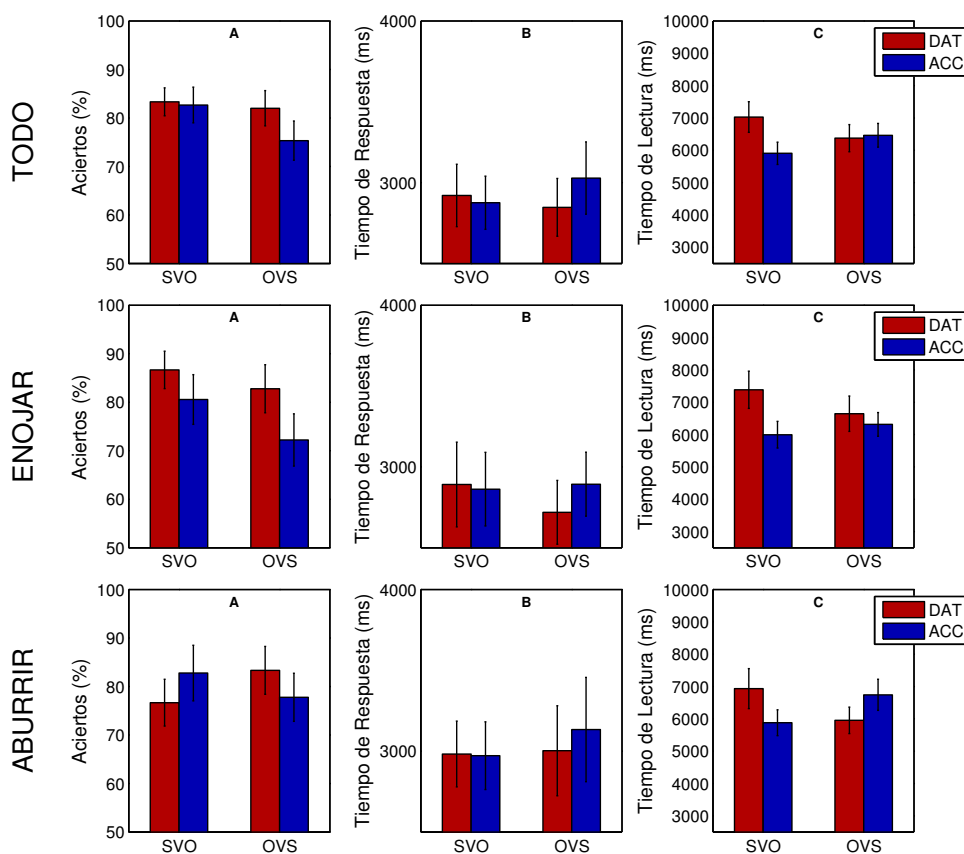 TODO
A
Aciertos (%)
100
90
80
70
60
50
SVO OVS
B
Tiempo de Respuesta (ms)
4000
3000
SVO OVS
C
Tiempo de Lectura (ms)
10000
9000
8000
7000
6000
5000
4000
3000
SVO OVS
DAT
ACC
ENOJAR
A
Aciertos (%)
100
90
80
70
60
50
SVO OVS
B
Tiempo de Respuesta (ms)
4000
3000
SVO OVS
C
Tiempo de Lectura (ms)
10000
9000
8000
7000
6000
5000
4000
3000
SVO OVS
DAT
ACC
ABURRIR
A
Aciertos (%)
100
90
80
70
60
50
SVO OVS
B
Tiempo de Respuesta (ms)
4000
3000
SVO OVS
C
Tiempo de Lectura (ms)
10000
9000
8000
7000
6000
5000
4000
3000
SVO OVS
DAT
ACC